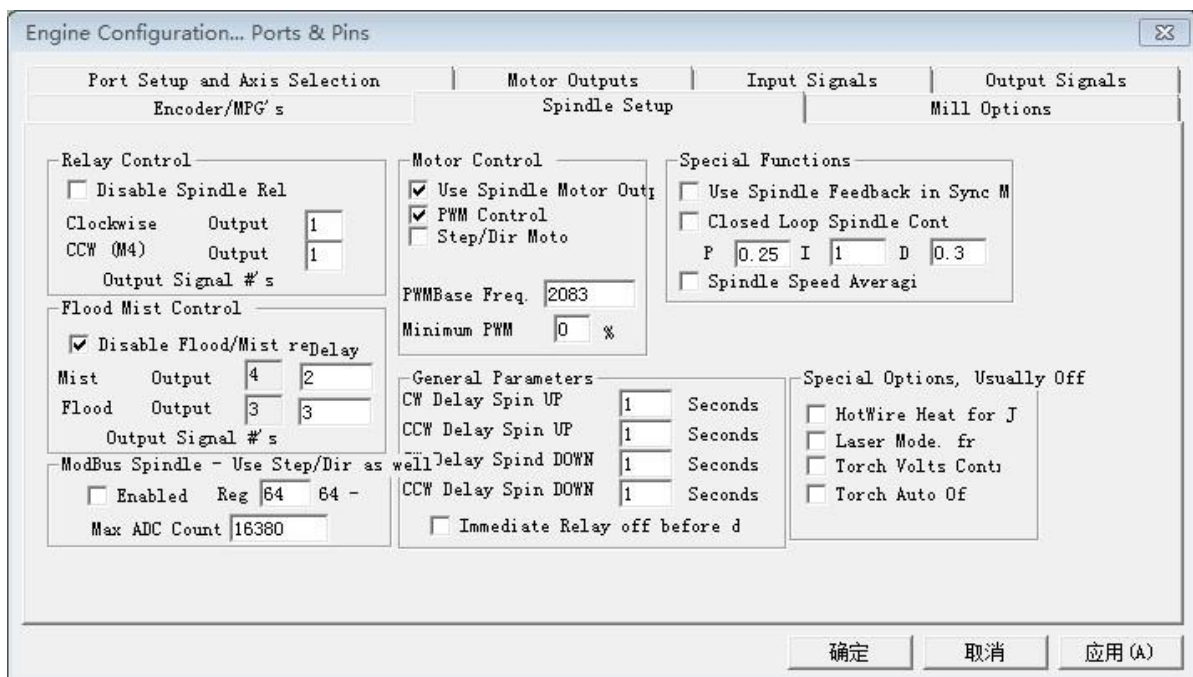 Engine Configuration... Ports & Pins
Port Setup and Axis Selection
Motor Outputs
Input Signals
Output Signals
Encoder/MPG's
Spindle Setup
Mill Options
Relay Control
Disable Spindle Rel
Clockwise Output 1
CCW (M4) Output 1
Output Signal #'s
Flood Mist Control
Disable Flood/Mist re Delay
Mist Output 4 2
Flood Output 3 3
Output Signal #'s
ModBus Spindle - Use Step/Dir as well
Enabled Reg 64 64 -
Max ADC Count 16380
Motor Control
Use Spindle Motor Outp
PWM Control
Step/Dir Moto
PWMBase Freq. 2083
Minimum PWM 0 %
General Parameters
CW Delay Spin UP 1 Seconds
CCW Delay Spin UP 1 Seconds
Delay Spind DOWN 1 Seconds
CCW Delay Spin DOWN 1 Seconds
Immediate Relay off before d
Special Functions
Use Spindle Feedback in Sync M
Closed Loop Spindle Cont
P 0.25 I 1 D 0.3
Spindle Speed Averagi
Special Options, Usually Off
HotWire Heat for J
Laser Mode. fr
Torch Volts Conti
Torch Auto Of
确定
取消
应用(A)